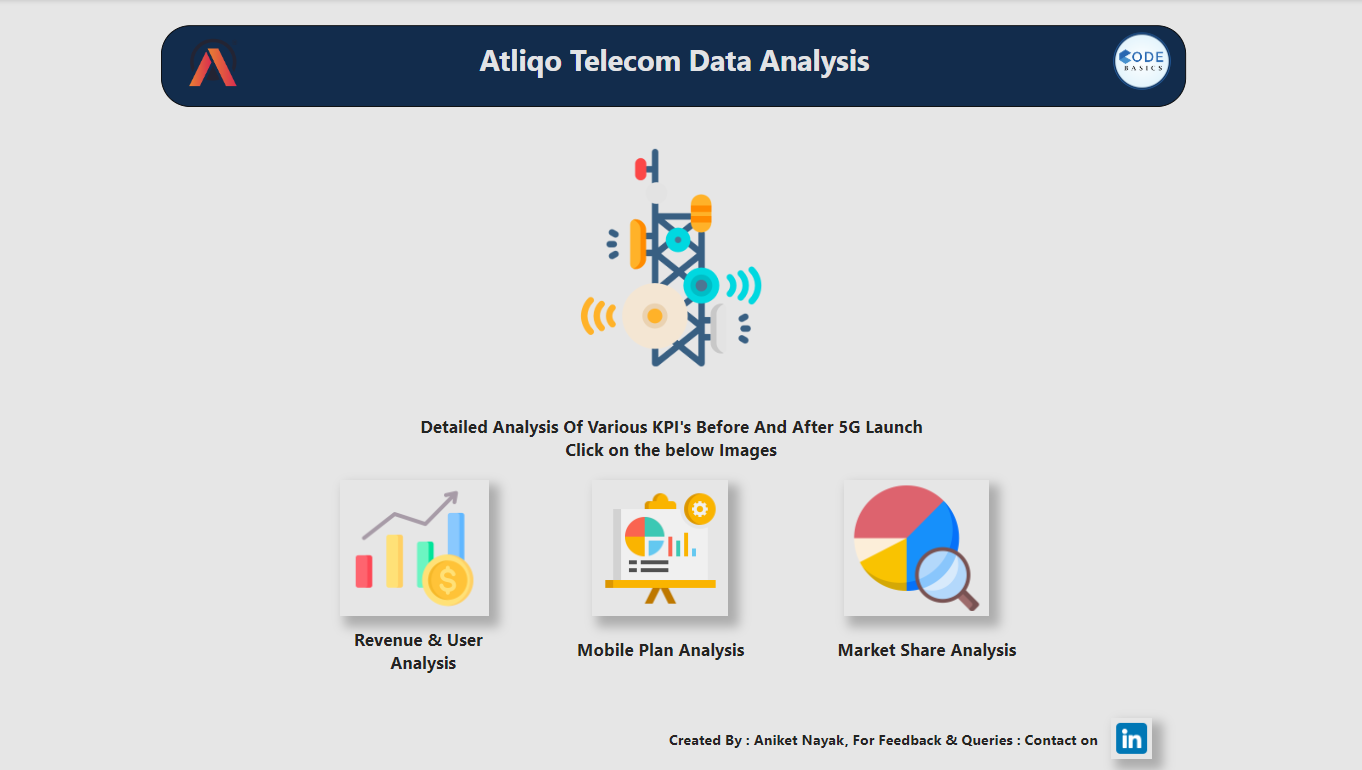 Atliqo Telecom Data Analysis
CODE
BASICS
Detailed Analysis Of Various KPI's Before And After 5G Launch
Click on the below Images
Revenue & User
Analysis
Mobile Plan Analysis
Market Share Analysis
Created By : Aniket Nayak, For Feedback & Queries : Contact on
in